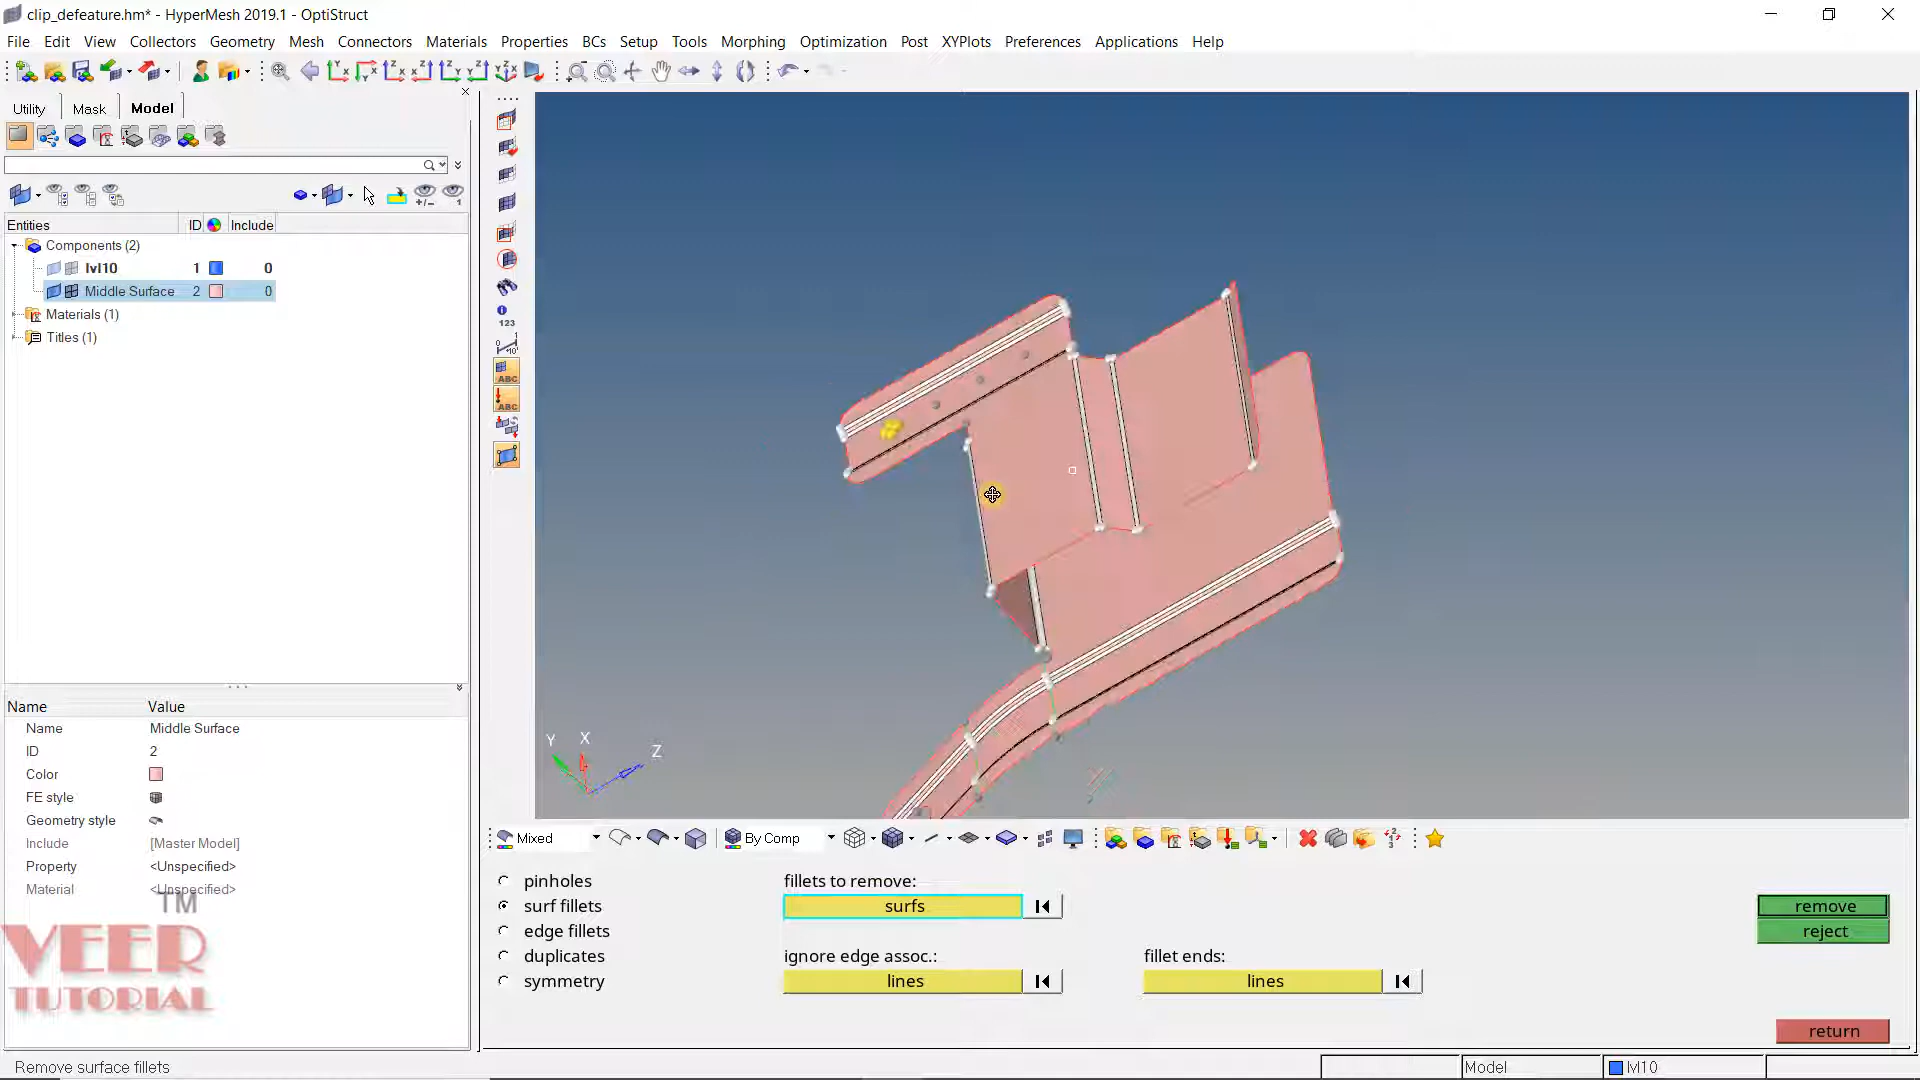 clip_defeature.hm* - HyperMesh 2019.1 - OptiStruct
File Edit View Collectors Geometry Mesh Connectors Materials Properties BCs Setup Tools Morphing Optimization Post XYPlots Preferences Applications Help
Utility Mask Model
Entities ID Include
Components (2)
lvl10 1 0
Middle Surface 2 0
Materials (1)
Titles (1)
123
ABC
ABC
Name Value
Name Middle Surface
ID 2
Color
FE style
Geometry style
Include [Master Model]
Property <Unspecified>
Material <Unspecified>
TM
VEER
TUTORIAL
Y X Z
Mixed By Comp
pinholes
surf fillets
edge fillets
duplicates
symmetry
fillets to remove:
surfs
ignore edge assoc.:
lines
fillet ends:
lines
remove
reject
return
Remove surface fillets
Model
lvl10